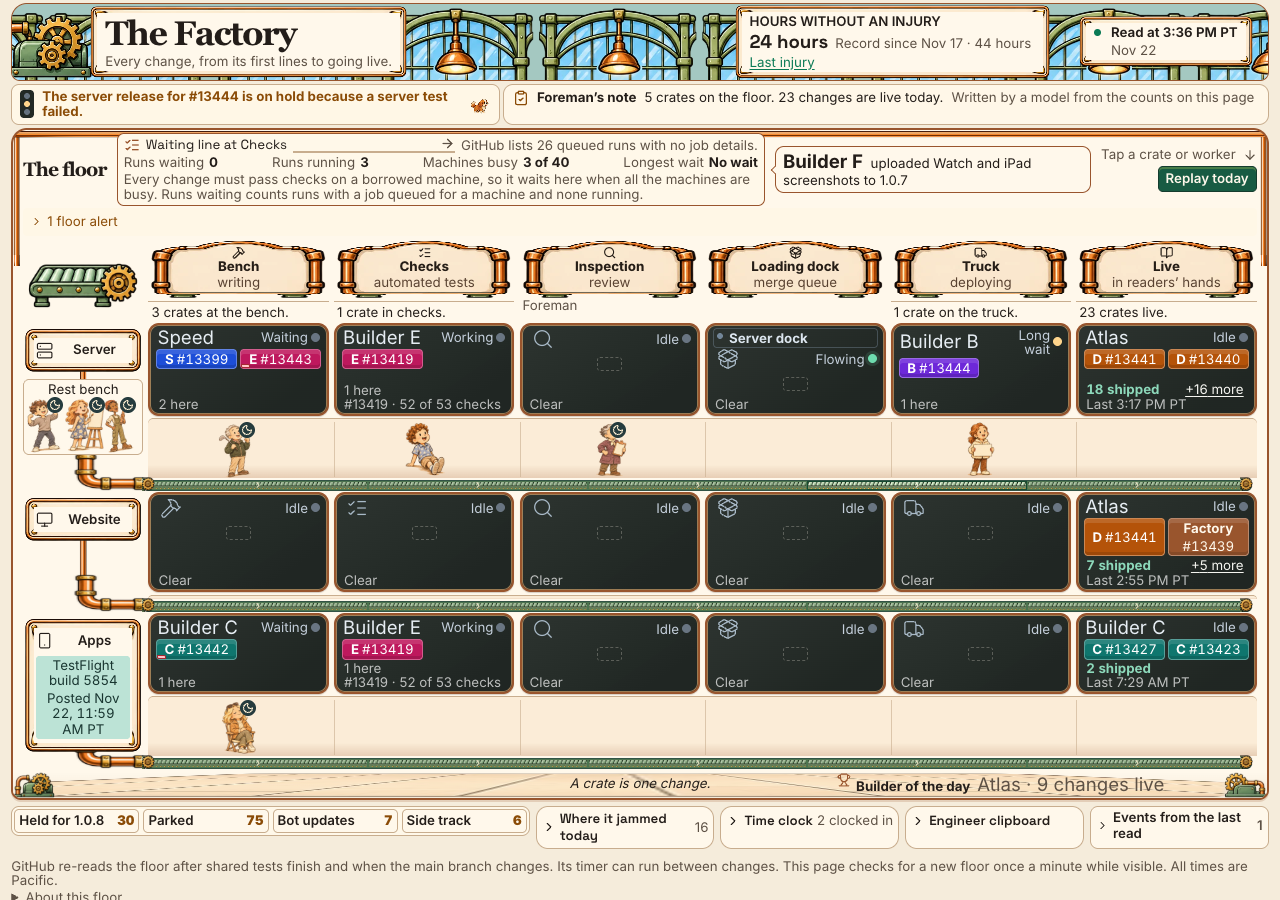 The Factory
Every change, from its first lines to going live.
HOURS WITHOUT AN INJURY
24 hours Record since Nov 17 · 44 hours
Last injury
Read at 3:36 PM PT
Nov 22
The server release for #13444 is on hold because a server test
failed.
Foreman's note 5 crates on the floor. 23 changes are live today. Written by a model from the counts on this page
The floor
Waiting line at Checks
GitHub lists 26 queued runs with no job details.
Runs waiting 0 Runs running 3 Machines busy 3 of 40 Longest wait No wait
Every change must pass checks on a borrowed machine, so it waits here when all the machines are
busy. Runs waiting counts runs with a job queued for a machine and none running.
Builder F uploaded Watch and iPad
screenshots to 1.0.7
Tap a crate or worker
Replay today
1 floor alert
Bench
writing
Checks
automated tests
Inspection
review
Loading dock
merge queue
Truck
deploying
Live
in readers' hands
3 crates at the bench.
1 crate in checks.
Foreman
1 crate on the truck.
23 crates live.
Server
Rest bench
Speed
Waiting
S #13399
E #13443
2 here
Builder E
Working
E #13419
1 here
#13419 · 52 of 53 checks
Idle
Clear
Server dock
Flowing
Clear
Builder B
Long
wait
B #13444
1 here
Atlas
Idle
D #13441
D #13440
18 shipped
+16 more
Last 3:17 PM PT
Website
Idle
Clear
Idle
Clear
Idle
Clear
Idle
Clear
Idle
Clear
Atlas
Idle
D #13441
Factory
#13439
7 shipped
+5 more
Last 2:55 PM PT
Apps
TestFlight
build 5854
Posted Nov
22, 11:59
AM PT
Builder C
Waiting
C #13442
1 here
Builder E
Working
E #13419
1 here
#13419 · 52 of 53 checks
Idle
Clear
Idle
Clear
Idle
Clear
Builder C
Idle
C #13427
C #13423
2 shipped
Last 7:29 AM PT
A crate is one change.
Builder of the day Atlas · 9 changes live
Held for 1.0.8 30
Parked 75
Bot updates 7
Side track 6
Where it jammed
today
16
Time clock 2 clocked in
Engineer clipboard
Events from the last
read
1
GitHub re-reads the floor after shared tests finish and when the main branch changes. Its timer can run between changes. This page checks for a new floor once a minute while visible. All times are
Pacific.
About this floor